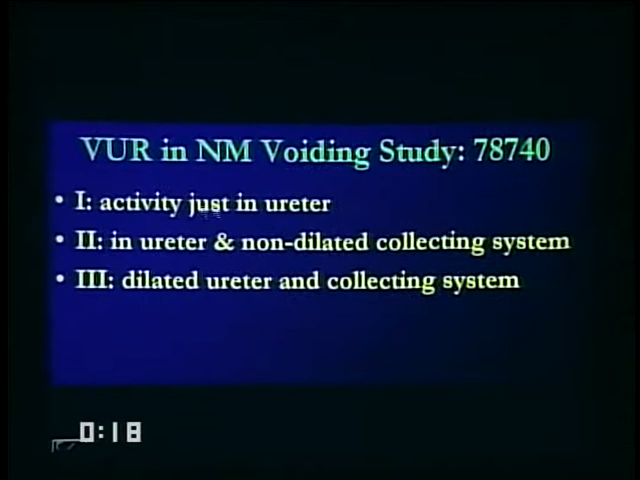 VUR in NM Voiding Study: 78740
• I: activity just in ureter
• II: in ureter & non-dilated collecting system
• III: dilated ureter and collecting system
0:18